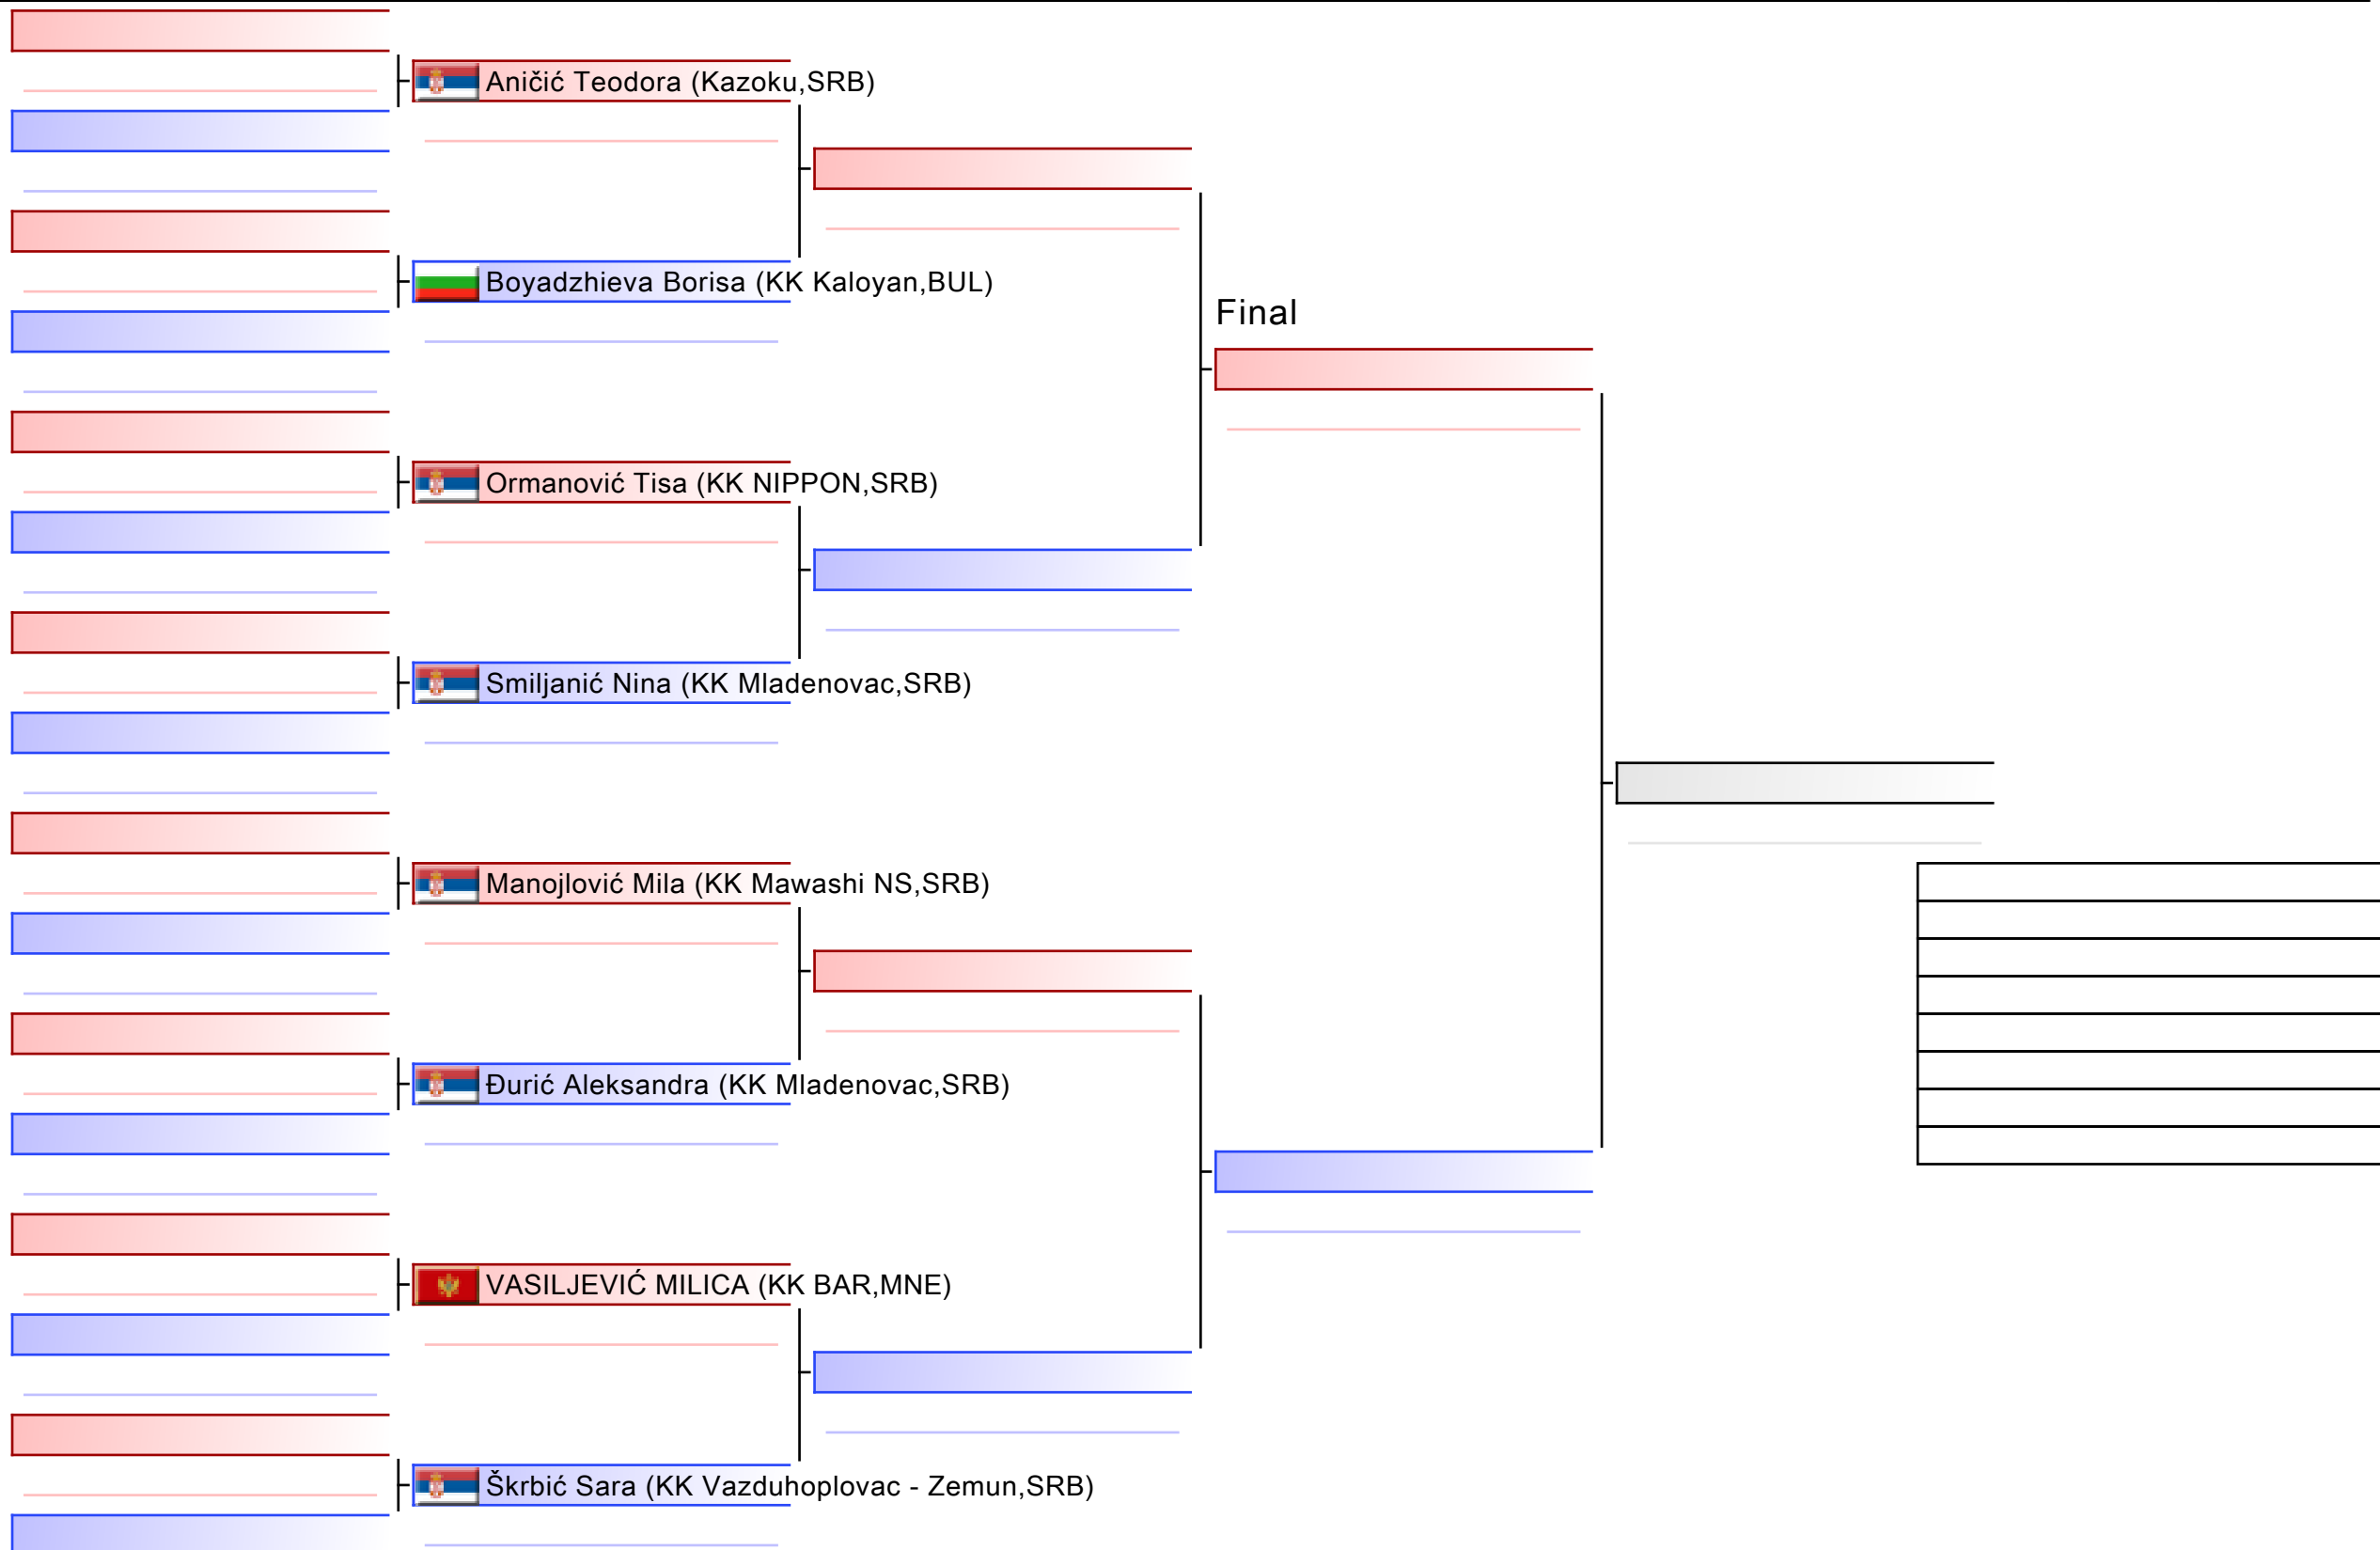 Aničić Teodora (Kazoku,SRB)
Boyadzhieva Borisa (KK Kaloyan,BUL)
Final
Ormanović Tisa (KK NIPPON,SRB)
Smiljanić Nina (KK Mladenovac,SRB)
Manojlović Mila (KK Mawashi NS,SRB)
Đurić Aleksandra (KK Mladenovac,SRB)
VASILJEVIĆ MILICA (KK BAR,MNE)
Škrbić Sara (KK Vazduhoplovac - Zemun,SRB)